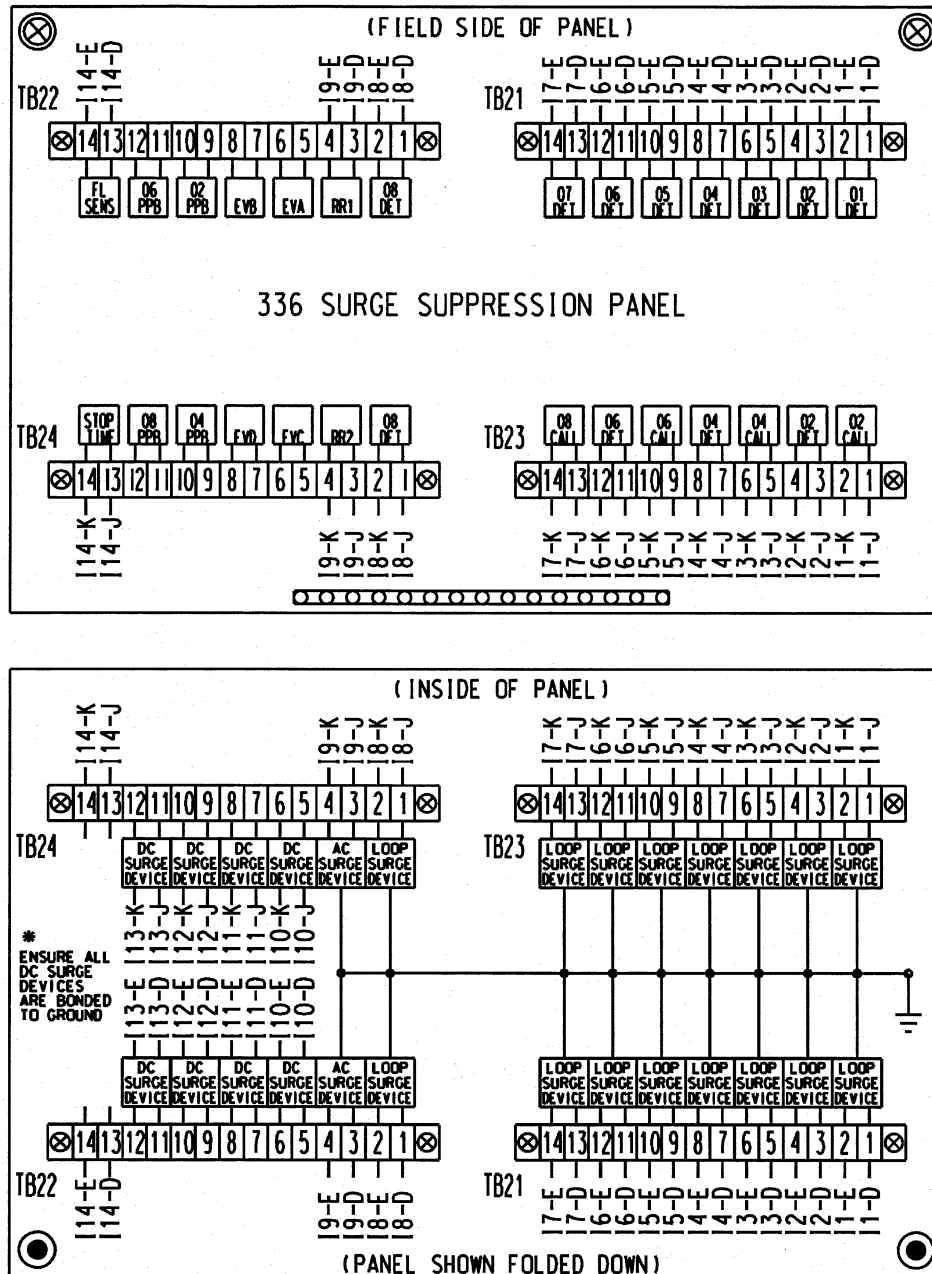 (FIELD SIDE OF PANEL)
TB22
I14-E I14-D I9-E I9-D I8-E I8-D
14 13 12 11 10 9 8 7 6 5 4 3 2 1
FL SENS
06 PPB
02 PPB
EVB
EVA
RR1
08 DET
TB21
I7-E I7-D I6-E I6-D I5-E I5-D I4-E I4-D I3-E I3-D I2-E I2-D I1-E I1-D
14 13 12 11 10 9 8 7 6 5 4 3 2 1
07 DET
06 DET
05 DET
04 DET
03 DET
02 DET
01 DET
336 SURGE SUPPRESSION PANEL
TB24
STOP TIME
08 PPB
04 PPB
EVD
EVC
RR2
08 DET
14 13 12 11 10 9 8 7 6 5 4 3 2 1
I14-K I14-J I9-K I9-J I8-K I8-J
TB23
08 CALL
06 DET
06 CALL
04 DET
04 CALL
02 DET
02 CALL
14 13 12 11 10 9 8 7 6 5 4 3 2 1
I7-K I7-J I6-K I6-J I5-K I5-J I4-K I4-J I3-K I3-J I2-K I2-J I1-K I1-J
(INSIDE OF PANEL)
I14-K I14-J I9-K I9-J I8-K I8-J
14 13 12 11 10 9 8 7 6 5 4 3 2 1
TB24
DC SURGE DEVICE
DC SURGE DEVICE
DC SURGE DEVICE
DC SURGE DEVICE
AC SURGE DEVICE
LOOP SURGE DEVICE
I13-K I13-J I12-K I12-J I11-K I11-J I10-K I10-J
I7-K I7-J I6-K I6-J I5-K I5-J I4-K I4-J I3-K I3-J I2-K I2-J I1-K I1-J
14 13 12 11 10 9 8 7 6 5 4 3 2 1
TB23
LOOP SURGE DEVICE
LOOP SURGE DEVICE
LOOP SURGE DEVICE
LOOP SURGE DEVICE
LOOP SURGE DEVICE
LOOP SURGE DEVICE
LOOP SURGE DEVICE
*
ENSURE ALL
DC SURGE
DEVICES
ARE BONDED
TO GROUND
I13-E I13-D I12-E I12-D I11-E I11-D I10-E I10-D
DC SURGE DEVICE
DC SURGE DEVICE
DC SURGE DEVICE
DC SURGE DEVICE
AC SURGE DEVICE
LOOP SURGE DEVICE
14 13 12 11 10 9 8 7 6 5 4 3 2 1
TB22
I14-E I14-D I9-E I9-D I8-E I8-D
LOOP SURGE DEVICE
LOOP SURGE DEVICE
LOOP SURGE DEVICE
LOOP SURGE DEVICE
LOOP SURGE DEVICE
LOOP SURGE DEVICE
LOOP SURGE DEVICE
14 13 12 11 10 9 8 7 6 5 4 3 2 1
TB21
I7-E I7-D I6-E I6-D I5-E I5-D I4-E I4-D I3-E I3-D I2-E I2-D I1-E I1-D
(PANEL SHOWN FOLDED DOWN)